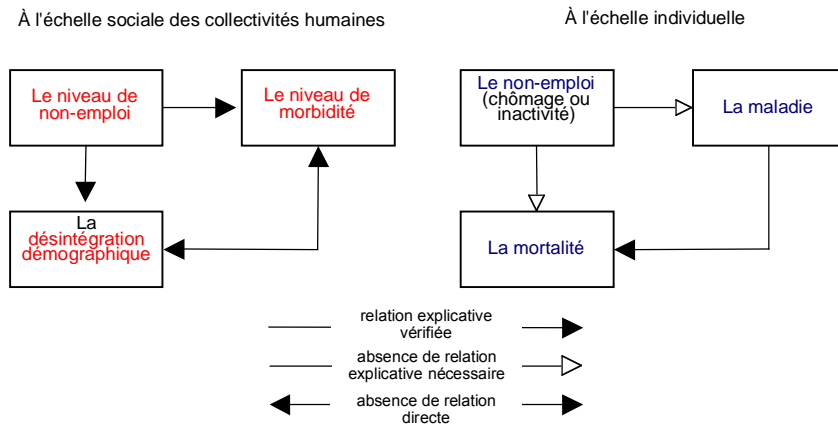 À l'échelle sociale des collectivités humaines
À l'échelle individuelle
Le niveau de
non-emploi
Le niveau de
morbidité
La
désintégration
démographique
Le non-emploi
(chômage ou
inactivité)
La maladie
La mortalité
relation explicative
vérifiée
absence de relation
explicative nécessaire
absence de relation
directe